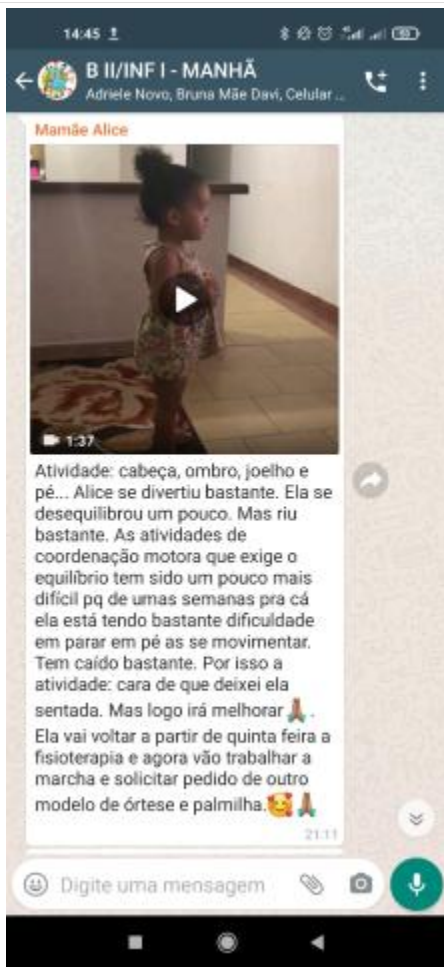 14:45
B II/INF I - MANHÃ
Adriele Novo, Bruna Mãe Davi, Celular ...
Mamãe Alice
1:37
Atividade: cabeça, ombro, joelho e
pé... Alice se divertiu bastante. Ela se
desequilibrou um pouco. Mas riu
bastante. As atividades de
coordenação motora que exige o
equilíbrio tem sido um pouco mais
difícil pq de umas semanas pra cá
ela está tendo bastante dificuldade
em parar em pé as se movimentar.
Tem caído bastante. Por isso a
atividade: cara de que deixei ela
sentada. Mas logo irá melhorar 🙏🏽.
Ela vai voltar a partir de quinta feira a
fisioterapia e agora vão trabalhar a
marcha e solicitar pedido de outro
modelo de órtese e palmilha.🥰🙏🏽
21:11
Digite uma mensagem